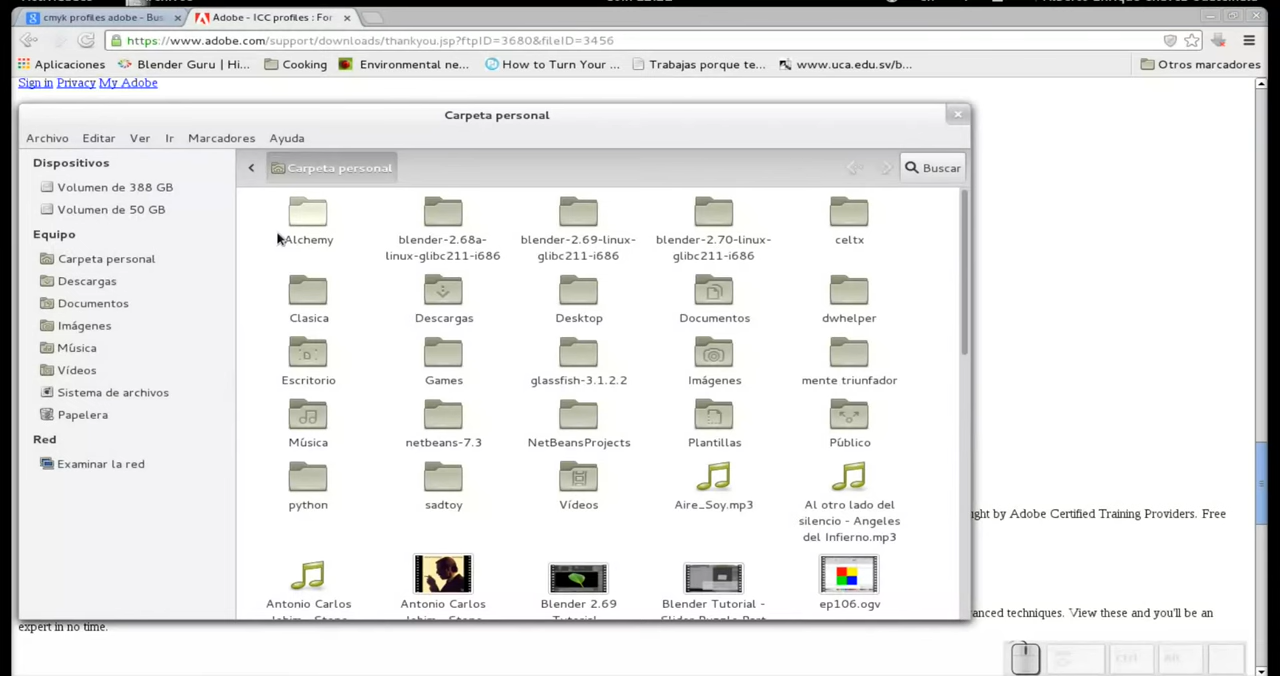 cmyk profiles adobe - Bus
Adobe - ICC profiles : For
https://www.adobe.com/support/downloads/thankyou.jsp?ftpID=3680&fileID=3456
Aplicaciones Blender Guru | Hi... Cooking Environmental ne... How to Turn Your ... Trabajas porque te... www.uca.edu.sv/b... Otros marcadores
Sign in Privacy My Adobe
Carpeta personal
Archivo Editar Ver Ir Marcadores Ayuda
Dispositivos
Volumen de 388 GB
Volumen de 50 GB
Equipo
Carpeta personal
Descargas
Documentos
Imágenes
Música
Vídeos
Sistema de archivos
Papelera
Red
Examinar la red
Carpeta personal
Buscar
Alchemy
blender-2.68a-
linux-glibc211-i686
blender-2.69-linux-
glibc211-i686
blender-2.70-linux-
glibc211-i686
celtx
Clasica
Descargas
Desktop
Documentos
dwhelper
Escritorio
Games
glassfish-3.1.2.2
Imágenes
mente triunfador
Música
netbeans-7.3
NetBeansProjects
Plantillas
Público
python
sadtoy
Vídeos
Aire_Soy.mp3
Al otro lado del
silencio - Angeles
del Infierno.mp3
Antonio Carlos
Antonio Carlos
Blender 2.69
Blender Tutorial -
ep106.ogv
ght by Adobe Certified Training Providers. Free
anced techniques. View these and you'll be an
expert in no time.